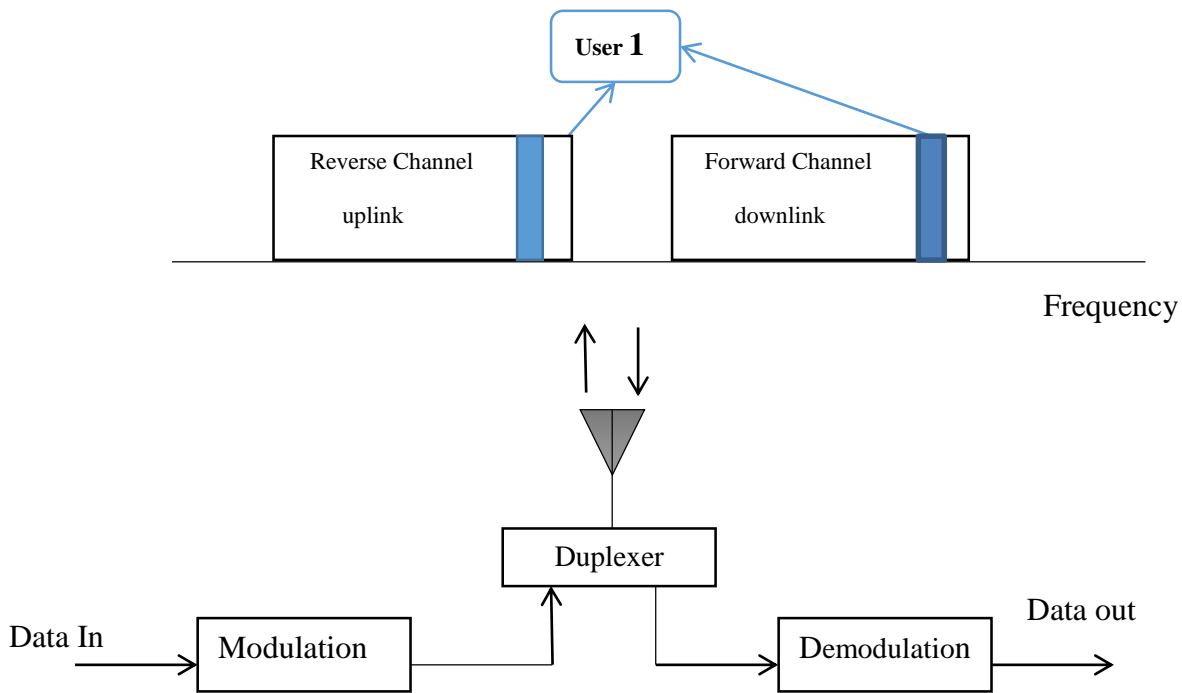 User 1
Reverse Channel
uplink
Forward Channel
downlink
Frequency
Duplexer
Data In
Modulation
Demodulation
Data out